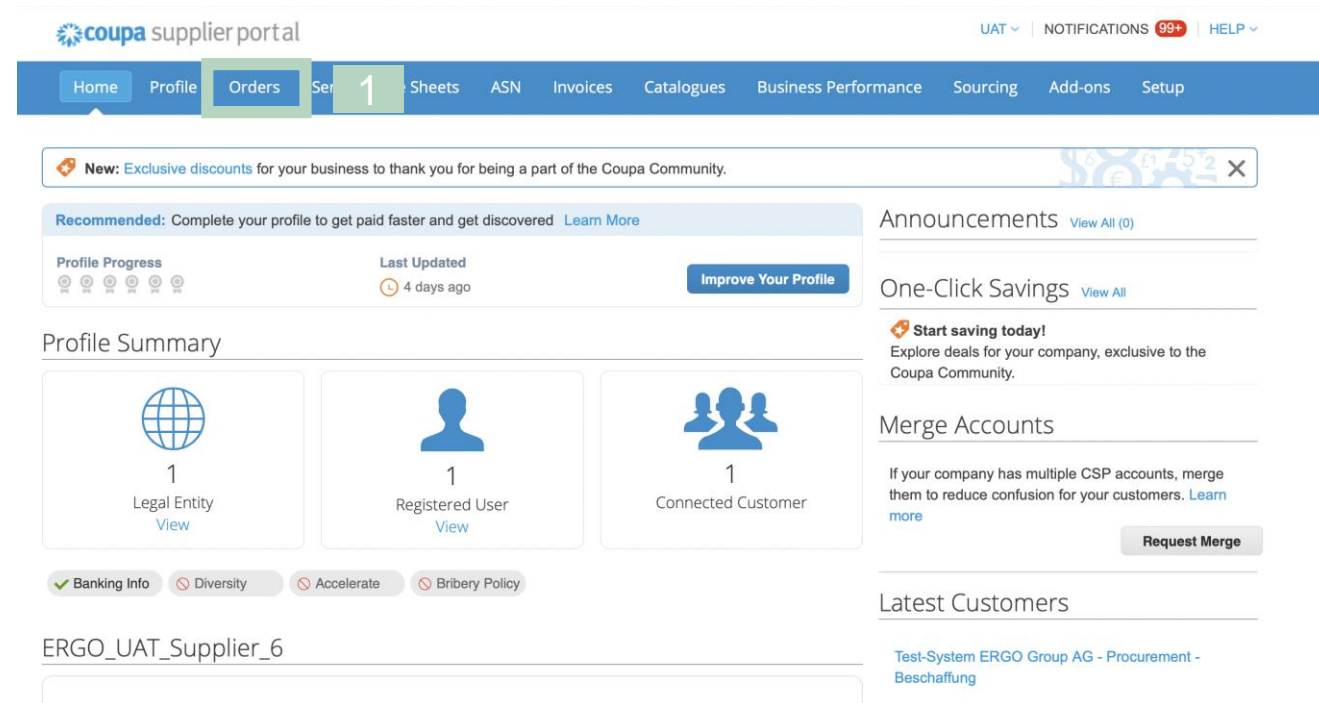 coupa supplier portal
UAT NOTIFICATIONS 99+ HELP
Home Profile Orders 1 Sheets ASN Invoices Catalogues Business Performance Sourcing Add-ons Setup
New: Exclusive discounts for your business to thank you for being a part of the Coupa Community.
Recommended: Complete your profile to get paid faster and get discovered Learn More
Profile Progress
Last Updated
4 days ago
Improve Your Profile
Profile Summary
1
Legal Entity
View
1
Registered User
View
1
Connected Customer
Banking Info Diversity Accelerate Bribery Policy
ERGO_UAT_Supplier_6
Announcements View All (0)
One-Click Savings View All
Start saving today!
Explore deals for your company, exclusive to the
Coupa Community.
Merge Accounts
If your company has multiple CSP accounts, merge
them to reduce confusion for your customers. Learn
more
Request Merge
Latest Customers
Test-System ERGO Group AG - Procurement -
Beschaffung